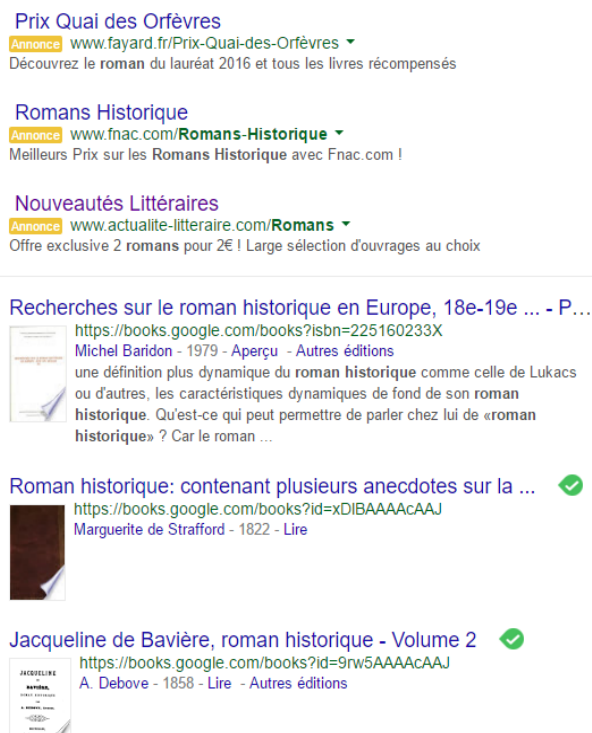 Prix Quai des Orfèvres
Annonce www.fayard.fr/Prix-Quai-des-Orfèvres
Découvrez le roman du lauréat 2016 et tous les livres récompensés
Romans Historique
Annonce www.fnac.com/Romans-Historique
Meilleurs Prix sur les Romans Historique avec Fnac.com !
Nouveautés Littéraires
Annonce www.actualite-litteraire.com/Romans
Offre exclusive 2 romans pour 2€ ! Large sélection d'ouvrages au choix
Recherches sur le roman historique en Europe, 18e-19e ... - P...
https://books.google.com/books?isbn=225160233X
Michel Baridon - 1979 - Aperçu - Autres éditions
une définition plus dynamique du roman historique comme celle de Lukacs
ou d'autres, les caractéristiques dynamiques de fond de son roman
historique. Qu'est-ce qui peut permettre de parler chez lui de «roman
historique» ? Car le roman ...
Roman historique: contenant plusieurs anecdotes sur la ...
https://books.google.com/books?id=xDIBAAAAcAAJ
Marguerite de Strafford - 1822 - Lire
Jacqueline de Bavière, roman historique - Volume 2
https://books.google.com/books?id=9rw5AAAAcAAJ
A. Debove - 1858 - Lire - Autres éditions
JACQUELINE
BAVIÈRE,